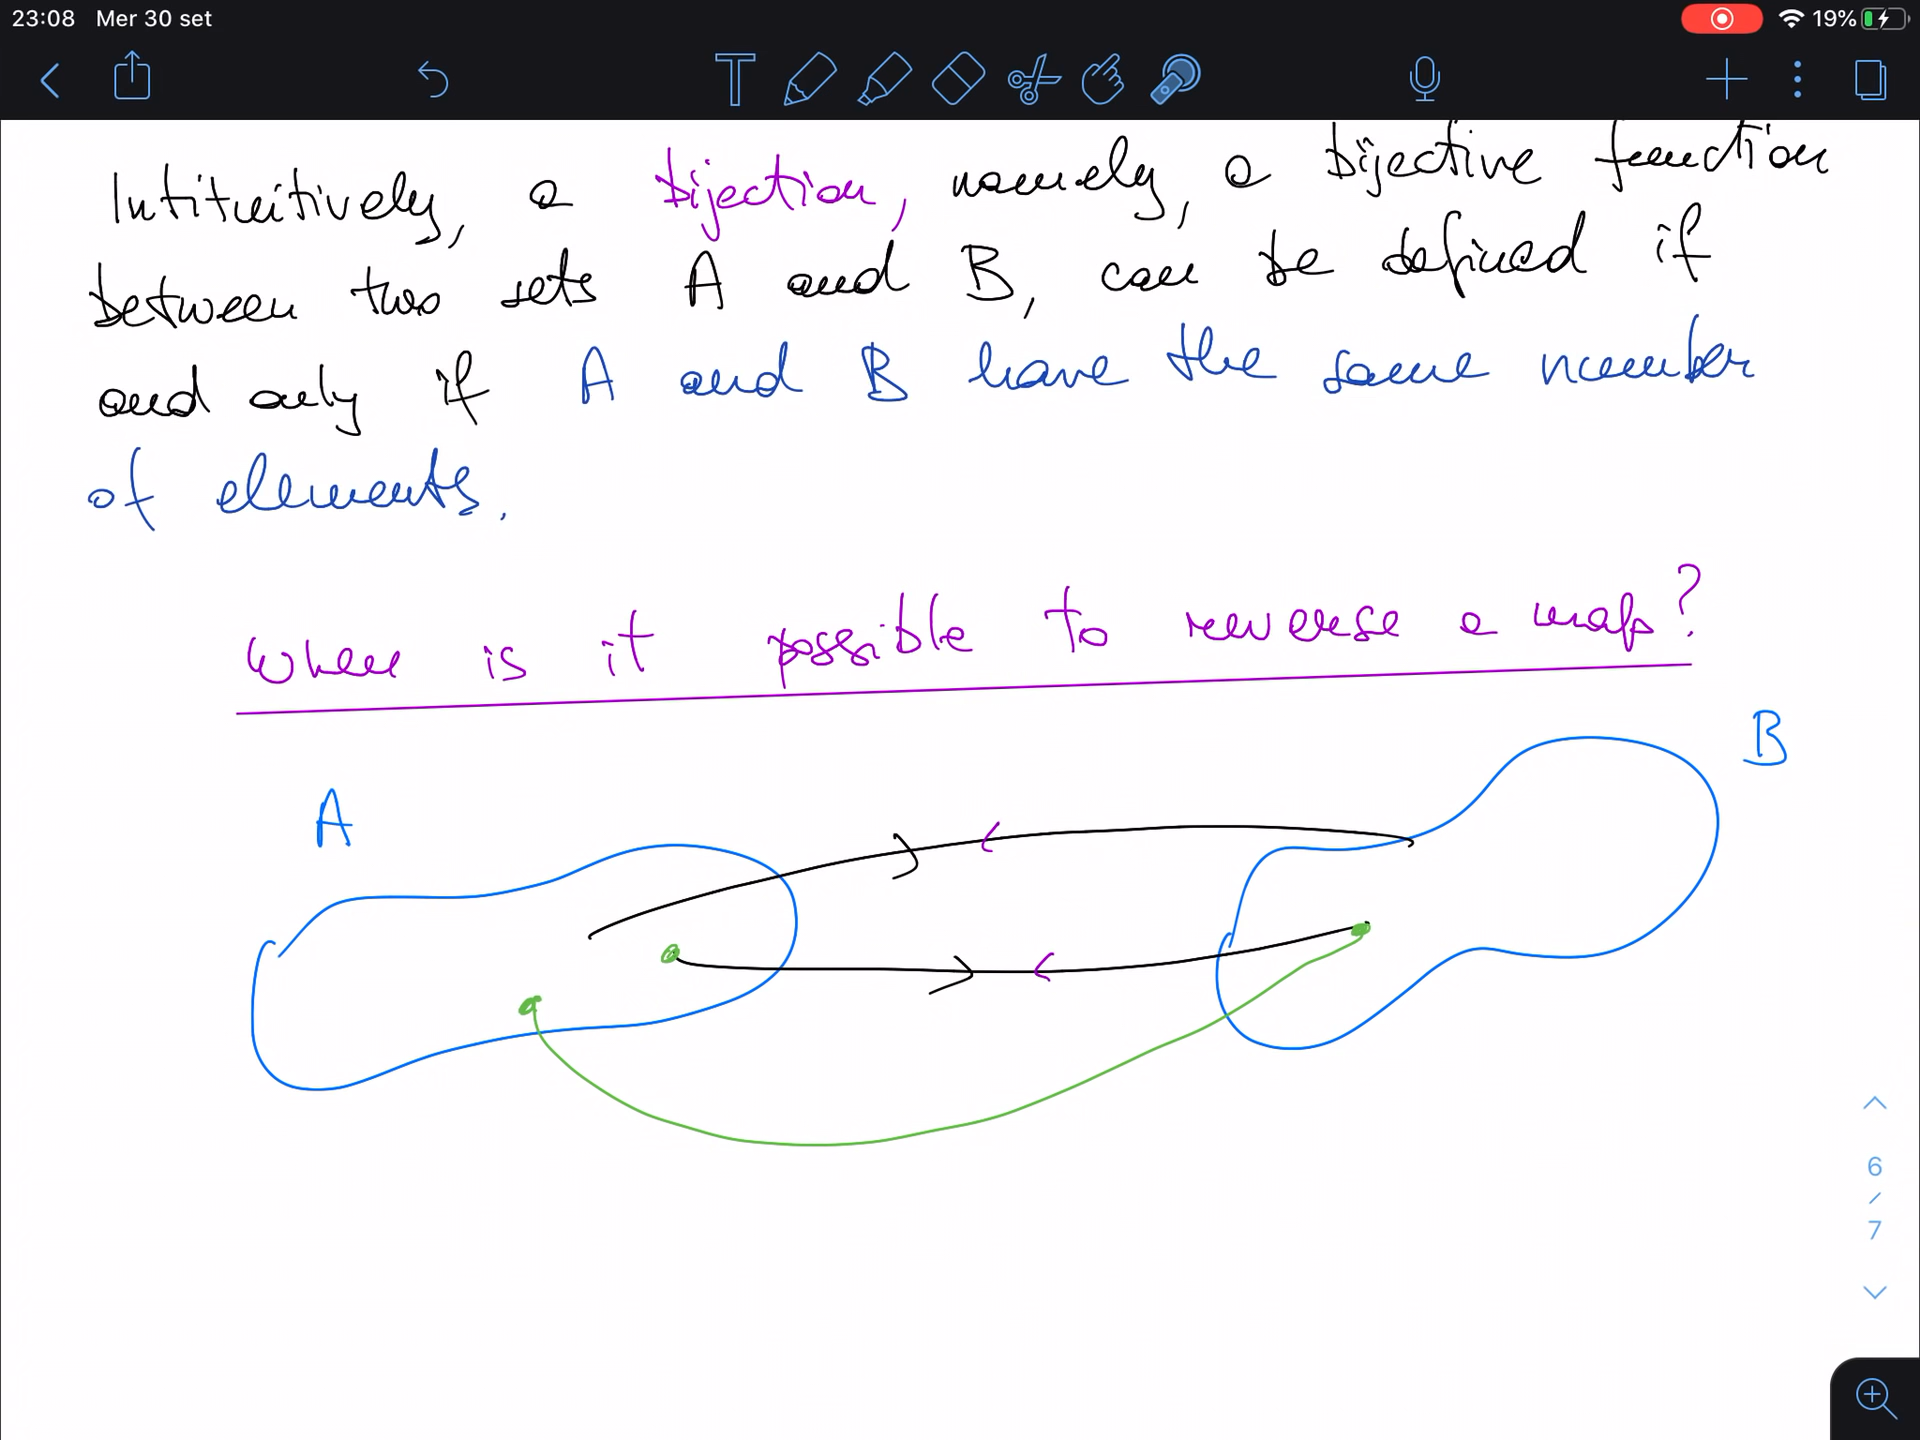 23:08 Mer 30 set 19%
Intituitively, a bijection, namely, a bijective function
between two sets A and B, can be defined if
and only if A and B have the same number
of elements.
When is it possible to reverse a map?
A
B
6
/
7